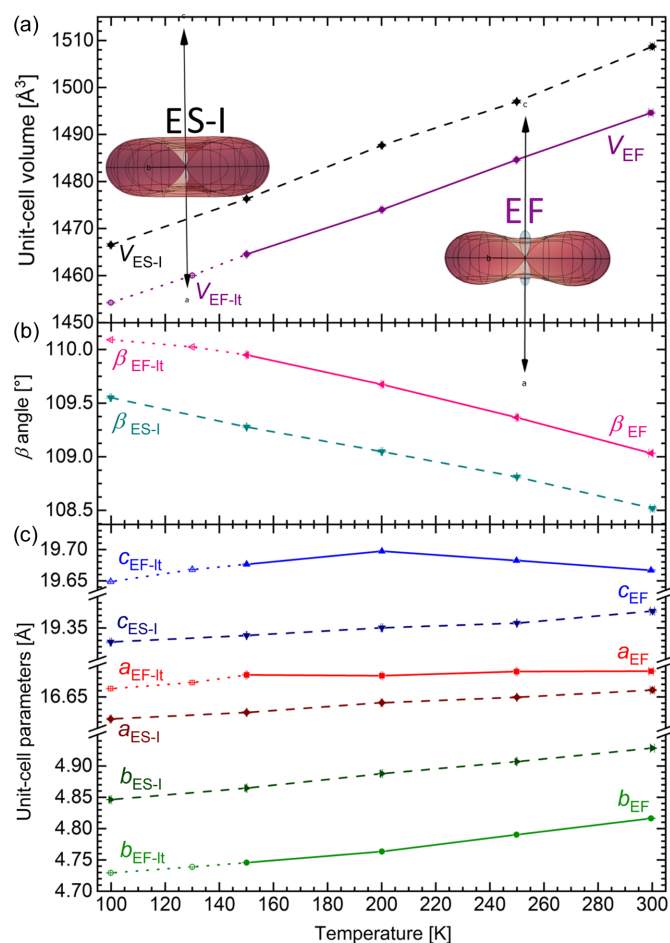 (a)
Unit-cell volume [Å³]
1510
1500
1490
1480
1470
1460
1450
c
ES-I
b
a
V_ES-I
V_EF-lt
c
V_EF
EF
b
a
(b)
β angle [°]
110.0
109.5
109.0
108.5
β_EF-lt
β_ES-I
β_EF
(c)
Unit-cell parameters [Å]
19.70
19.65
19.35
16.65
4.90
4.85
4.80
4.75
4.70
c_EF-lt
c_EF
c_ES-I
a_EF-lt
a_EF
a_ES-I
b_ES-I
b_EF
b_EF-lt
100 120 140 160 180 200 220 240 260 280 300
Temperature [K]